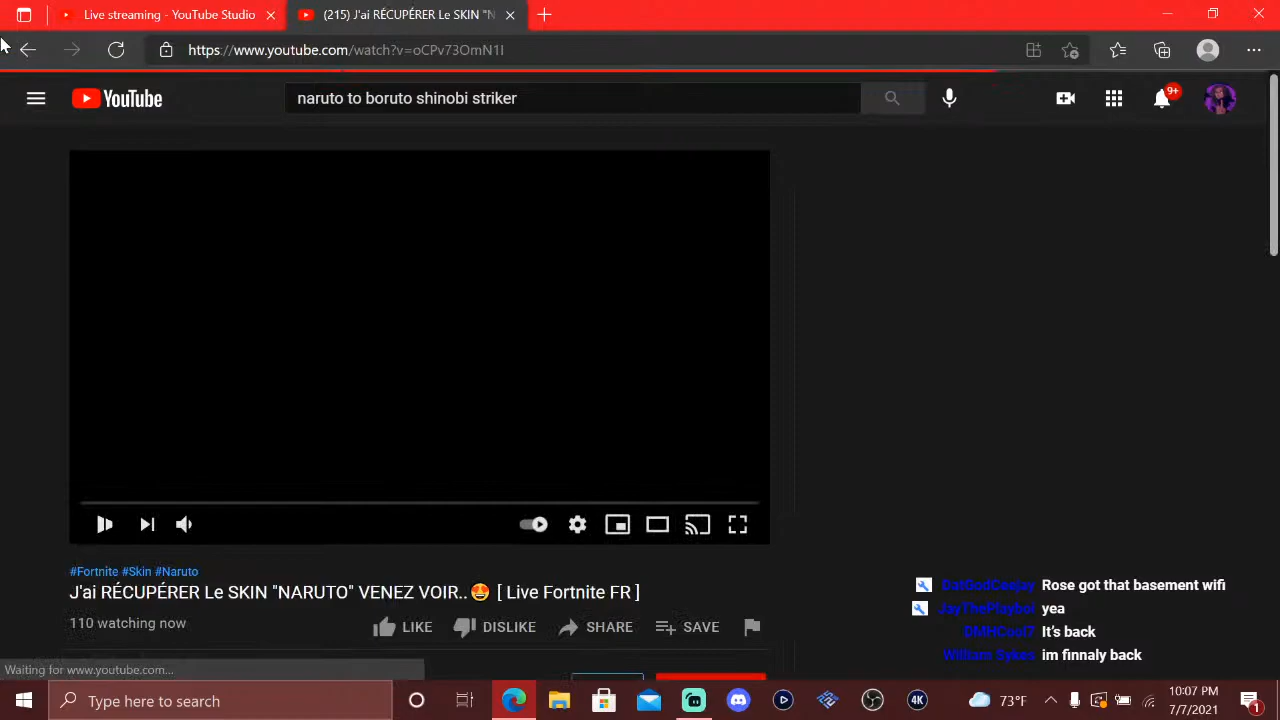 Live streaming - YouTube Studio
(215) J'ai RÉCUPÉRER Le SKIN "N
https://www.youtube.com/watch?v=oCPv73OmN1I
YouTube
naruto to boruto shinobi striker
9+
#Fortnite #Skin #Naruto
J'ai RÉCUPÉRER Le SKIN "NARUTO" VENEZ VOIR..🤩 [ Live Fortnite FR ]
110 watching now
LIKE DISLIKE SHARE SAVE
DatGodCeejay Rose got that basement wifi
JayThePlayboi yea
DMHCool7 It's back
William Sykes im finnaly back
Waiting for www.youtube.com...
Type here to search
4K
73°F
10:07 PM
7/7/2021
1